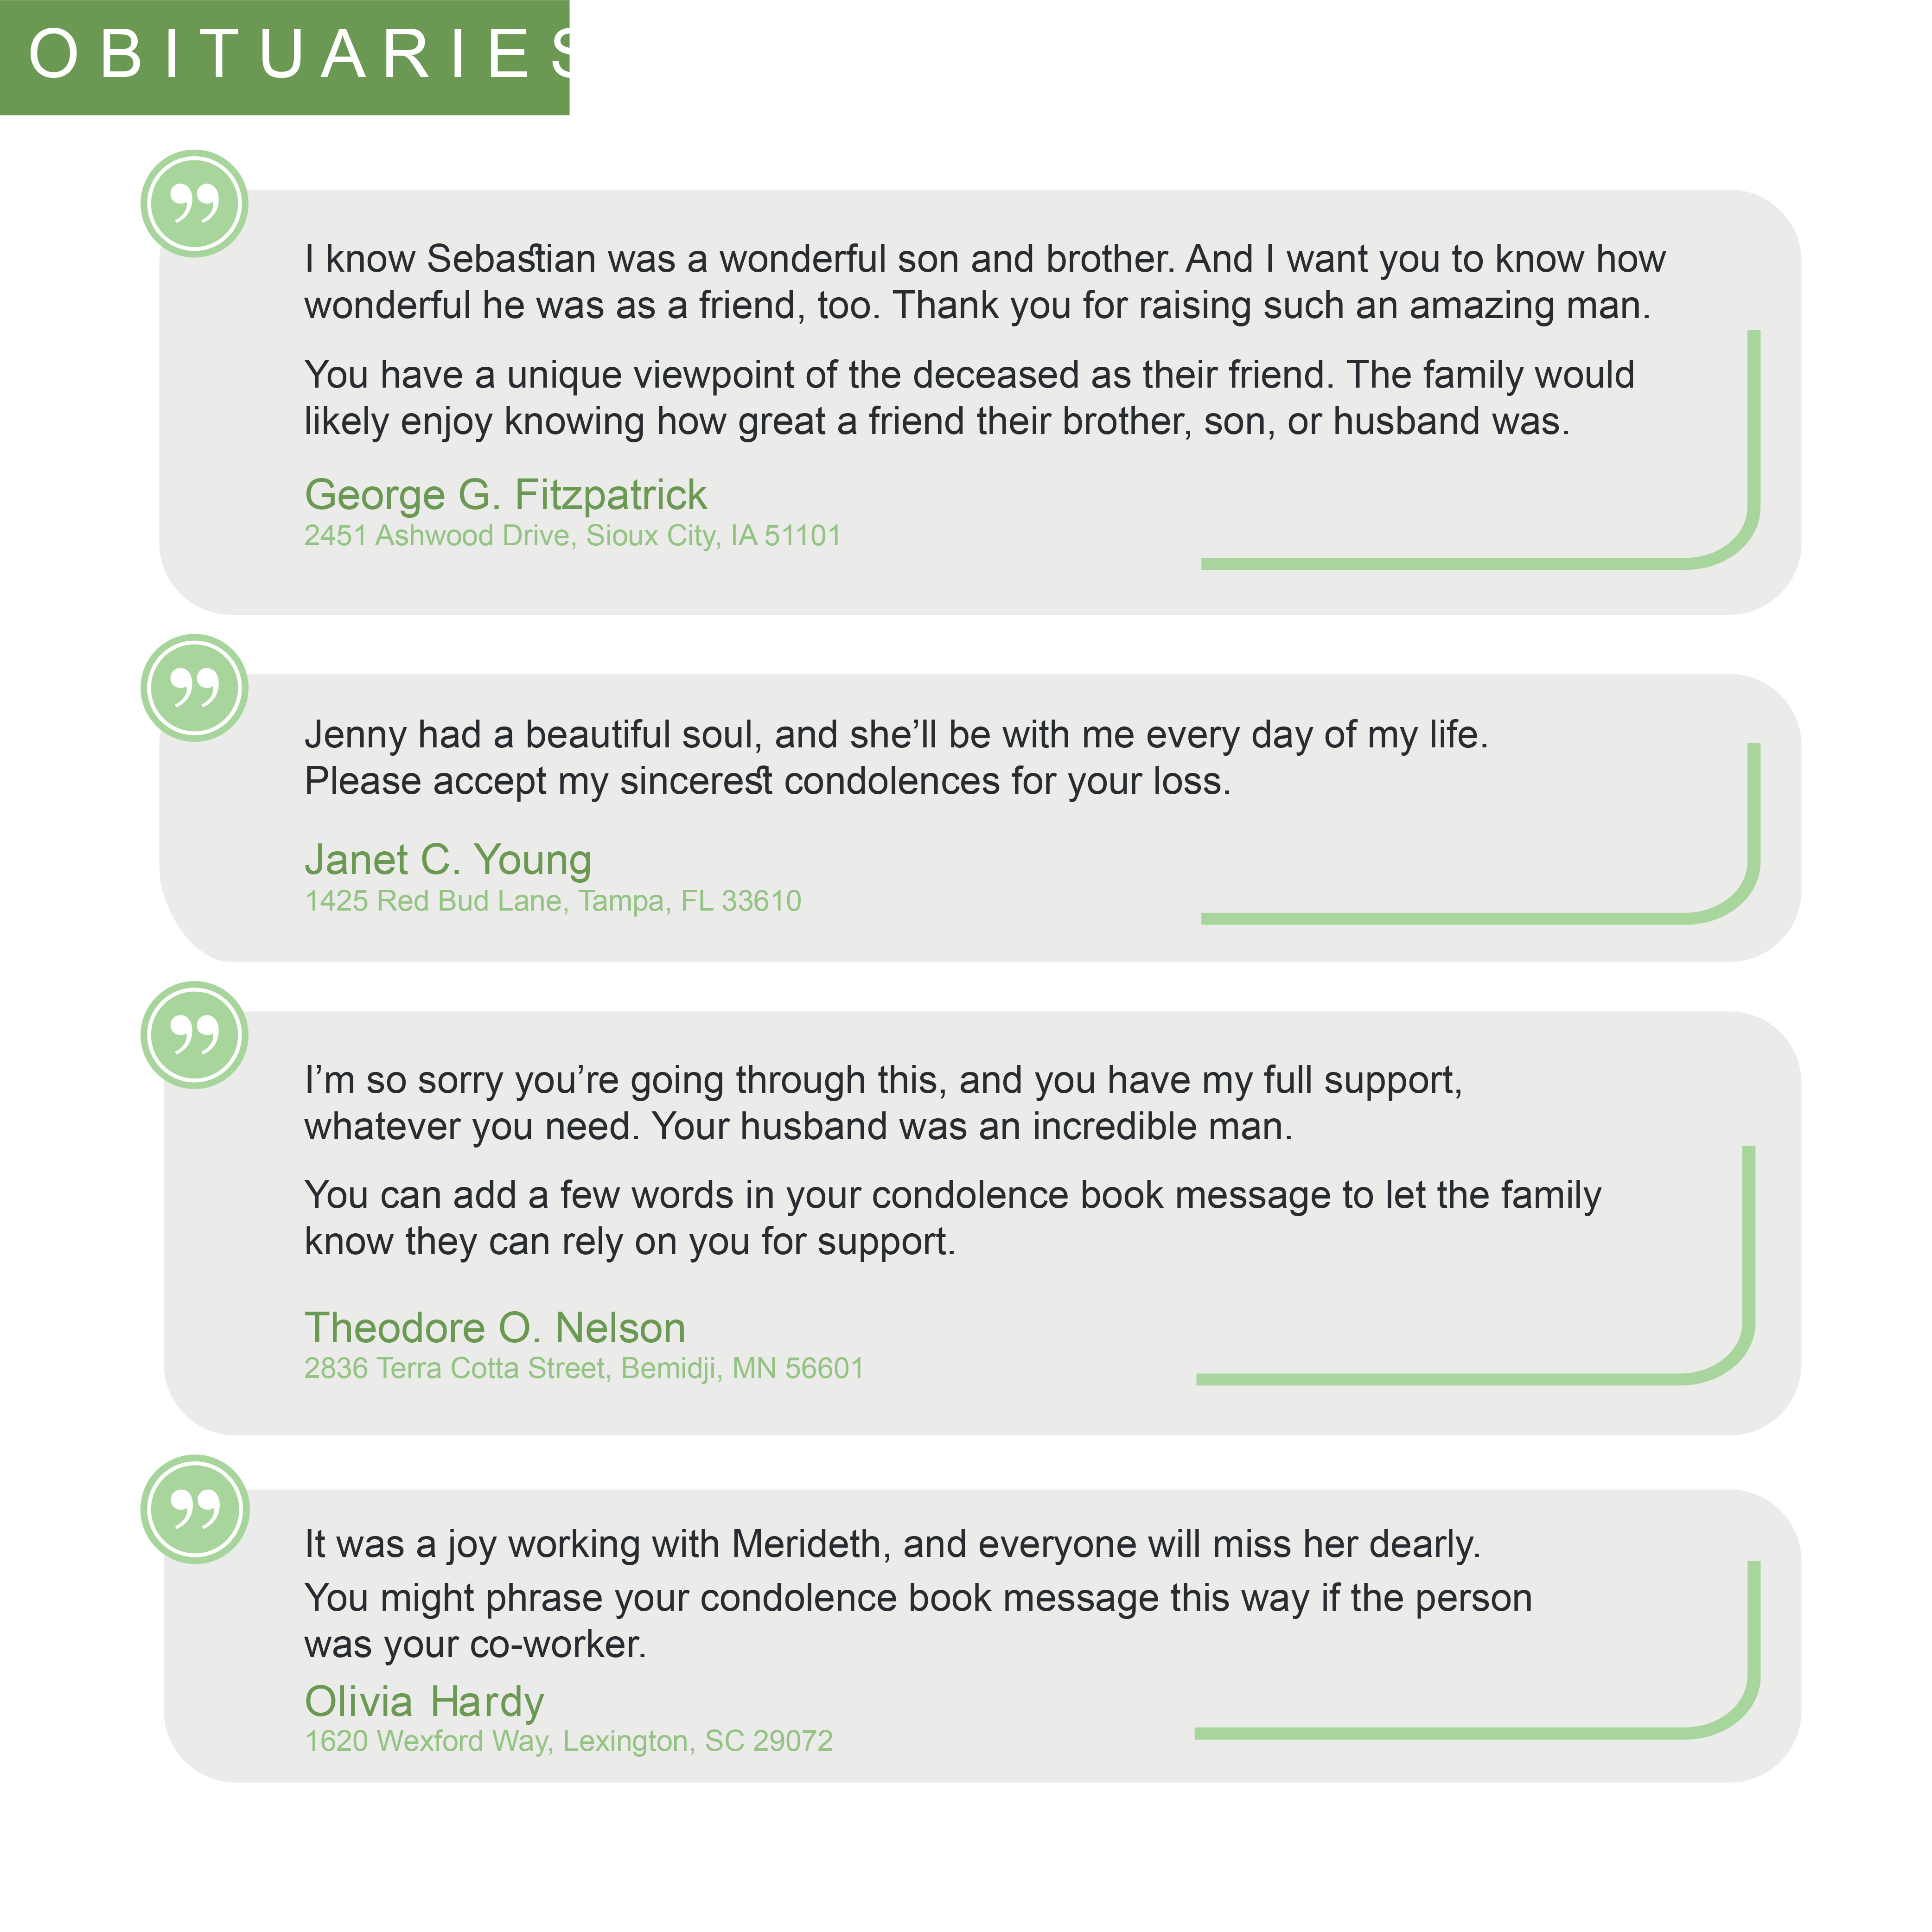 OBITUARIES
I know Sebastian was a wonderful son and brother. And I want you to know how
wonderful he was as a friend, too. Thank you for raising such an amazing man.
You have a unique viewpoint of the deceased as their friend. The family would
likely enjoy knowing how great a friend their brother, son, or husband was.
George G. Fitzpatrick
2451 Ashwood Drive, Sioux City, IA 51101
Jenny had a beautiful soul, and she’ll be with me every day of my life.
Please accept my sincerest condolences for your loss.
Janet C. Young
1425 Red Bud Lane, Tampa, FL 33610
I’m so sorry you’re going through this, and you have my full support,
whatever you need. Your husband was an incredible man.
You can add a few words in your condolence book message to let the family
know they can rely on you for support.
Theodore O. Nelson
2836 Terra Cotta Street, Bemidji, MN 56601
It was a joy working with Merideth, and everyone will miss her dearly.
You might phrase your condolence book message this way if the person
was your co-worker.
Olivia Hardy
1620 Wexford Way, Lexington, SC 29072